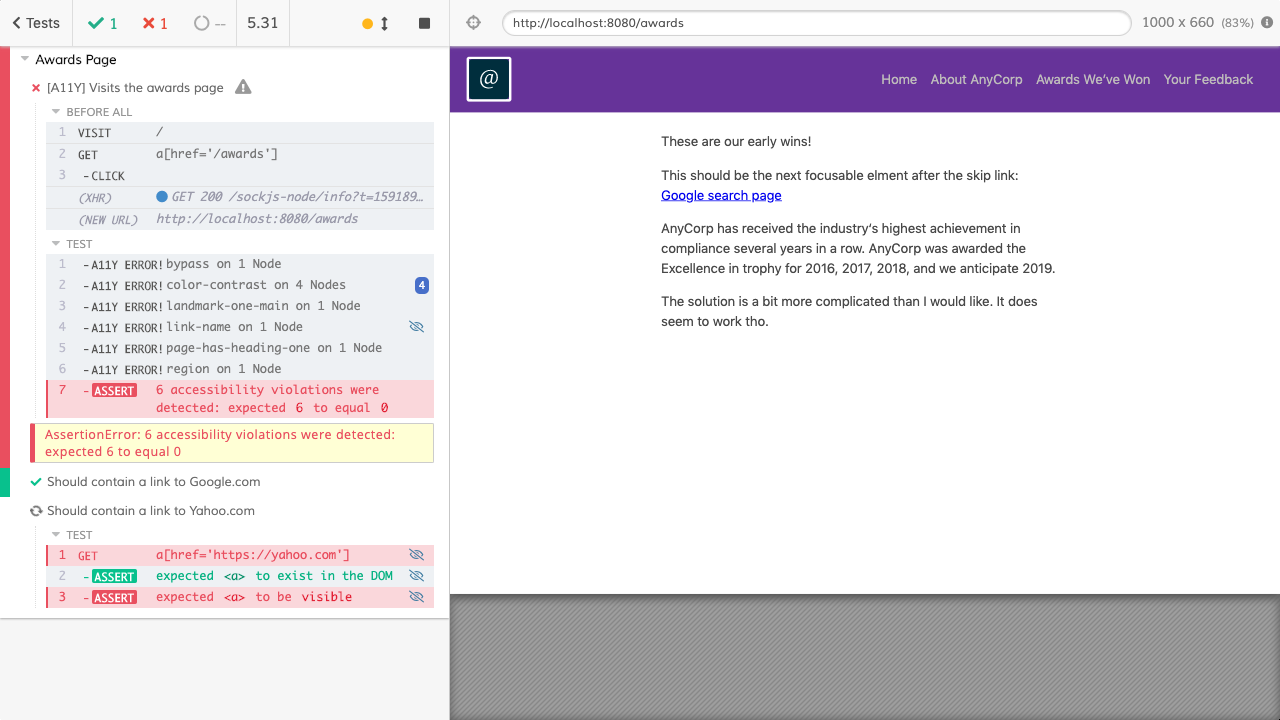 Tests
1
1
--
5.31
http://localhost:8080/awards
1000 x 660 (83%)
Awards Page
[A11Y] Visits the awards page
BEFORE ALL
1 VISIT /
2 GET a[href='/awards']
3 -CLICK
(XHR) GET 200 /sockjs-node/info?t=159189…
(NEW URL) http://localhost:8080/awards
TEST
1 -A11Y ERROR! bypass on 1 Node
2 -A11Y ERROR! color-contrast on 4 Nodes 4
3 -A11Y ERROR! landmark-one-main on 1 Node
4 -A11Y ERROR! link-name on 1 Node
5 -A11Y ERROR! page-has-heading-one on 1 Node
6 -A11Y ERROR! region on 1 Node
7 -ASSERT 6 accessibility violations were
detected: expected 6 to equal 0
AssertionError: 6 accessibility violations were detected:
expected 6 to equal 0
Should contain a link to Google.com
Should contain a link to Yahoo.com
TEST
1 GET a[href='https://yahoo.com']
2 -ASSERT expected <a> to exist in the DOM
3 -ASSERT expected <a> to be visible
@
Home About AnyCorp Awards We've Won Your Feedback
These are our early wins!
This should be the next focusable elment after the skip link:
Google search page
AnyCorp has received the industry's highest achievement in
compliance several years in a row. AnyCorp was awarded the
Excellence in trophy for 2016, 2017, 2018, and we anticipate 2019.
The solution is a bit more complicated than I would like. It does
seem to work tho.